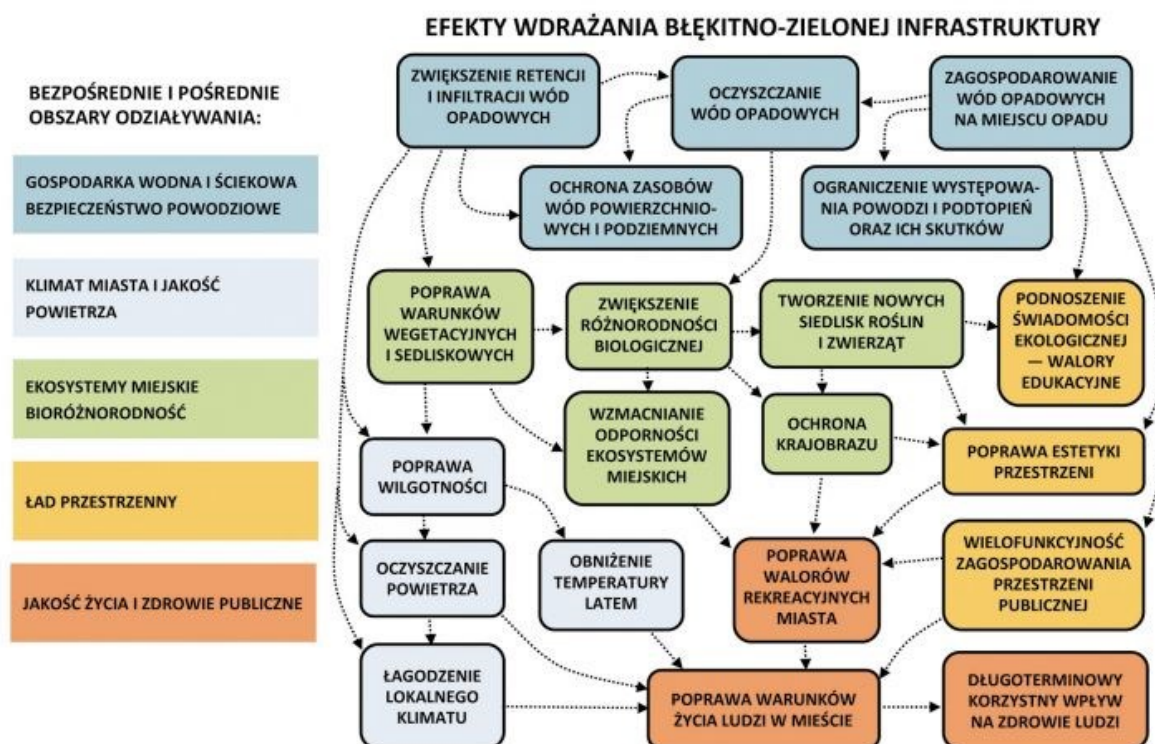 EFEKTY WDRAŻANIA BŁĘKITNO-ZIELONEJ INFRASTRUKTURY
BEZPOŚREDNIE I POŚREDNIE
OBSZARY ODZIAŁYWANIA:
GOSPODARKA WODNA I ŚCIEKOWA
BEZPIECZEŃSTWO POWODZIOWE
KLIMAT MIASTA I JAKOŚĆ
POWIETRZA
EKOSYSTEMY MIEJSKIE
BIORÓŻNORODNOŚĆ
ŁAD PRZESTRZENNY
JAKOŚĆ ŻYCIA I ZDROWIE PUBLICZNE
ZWIĘKSZENIE RETENCJI
I INFILTRACJI WÓD
OPADOWYCH
OCZYSZCZANIE
WÓD OPADOWYCH
ZAGOSPODAROWANIE
WÓD OPADOWYCH
NA MIEJSCU OPADU
OCHRONA ZASOBÓW
WÓD POWIERZCHNIO-
WYCH I PODZIEMNYCH
OGRANICZENIE WYSTĘPOWA-
NIA POWODZI I PODTOPIEŃ
ORAZ ICH SKUTKÓW
POPRAWA
WARUNKÓW
WEGETACYJNYCH
I SEDLISKOWYCH
ZWIĘKSZENIE
RÓŻNORODNOŚCI
BIOLOGICZNEJ
TWORZENIE NOWYCH
SIEDLISK ROŚLIN
I ZWIERZĄT
PODNOSZENIE
ŚWIADOMOŚCI
EKOLOGICZNEJ
— WALORY
EDUKACYJNE
WZMACNIANIE
ODPORNOŚCI
EKOSYSTEMÓW
MIEJSKICH
OCHRONA
KRAJOBRAZU
POPRAWA ESTETYKI
PRZESTRZENI
POPRAWA
WILGOTNOŚCI
OCZYSZCZANIE
POWIETRZA
OBNIŻENIE
TEMPERATURY
LATEM
POPRAWA
WALORÓW
REKREACYJNYCH
MIASTA
WIELOFUNKCYJNOŚĆ
ZAGOSPODAROWANIA
PRZESTRZENI
PUBLICZNEJ
ŁAGODZENIE
LOKALNEGO
KLIMATU
POPRAWA WARUNKÓW
ŻYCIA LUDZI W MIEŚCIE
DŁUGOTERMINOWY
KORZYSTNY WPŁYW
NA ZDROWIE LUDZI